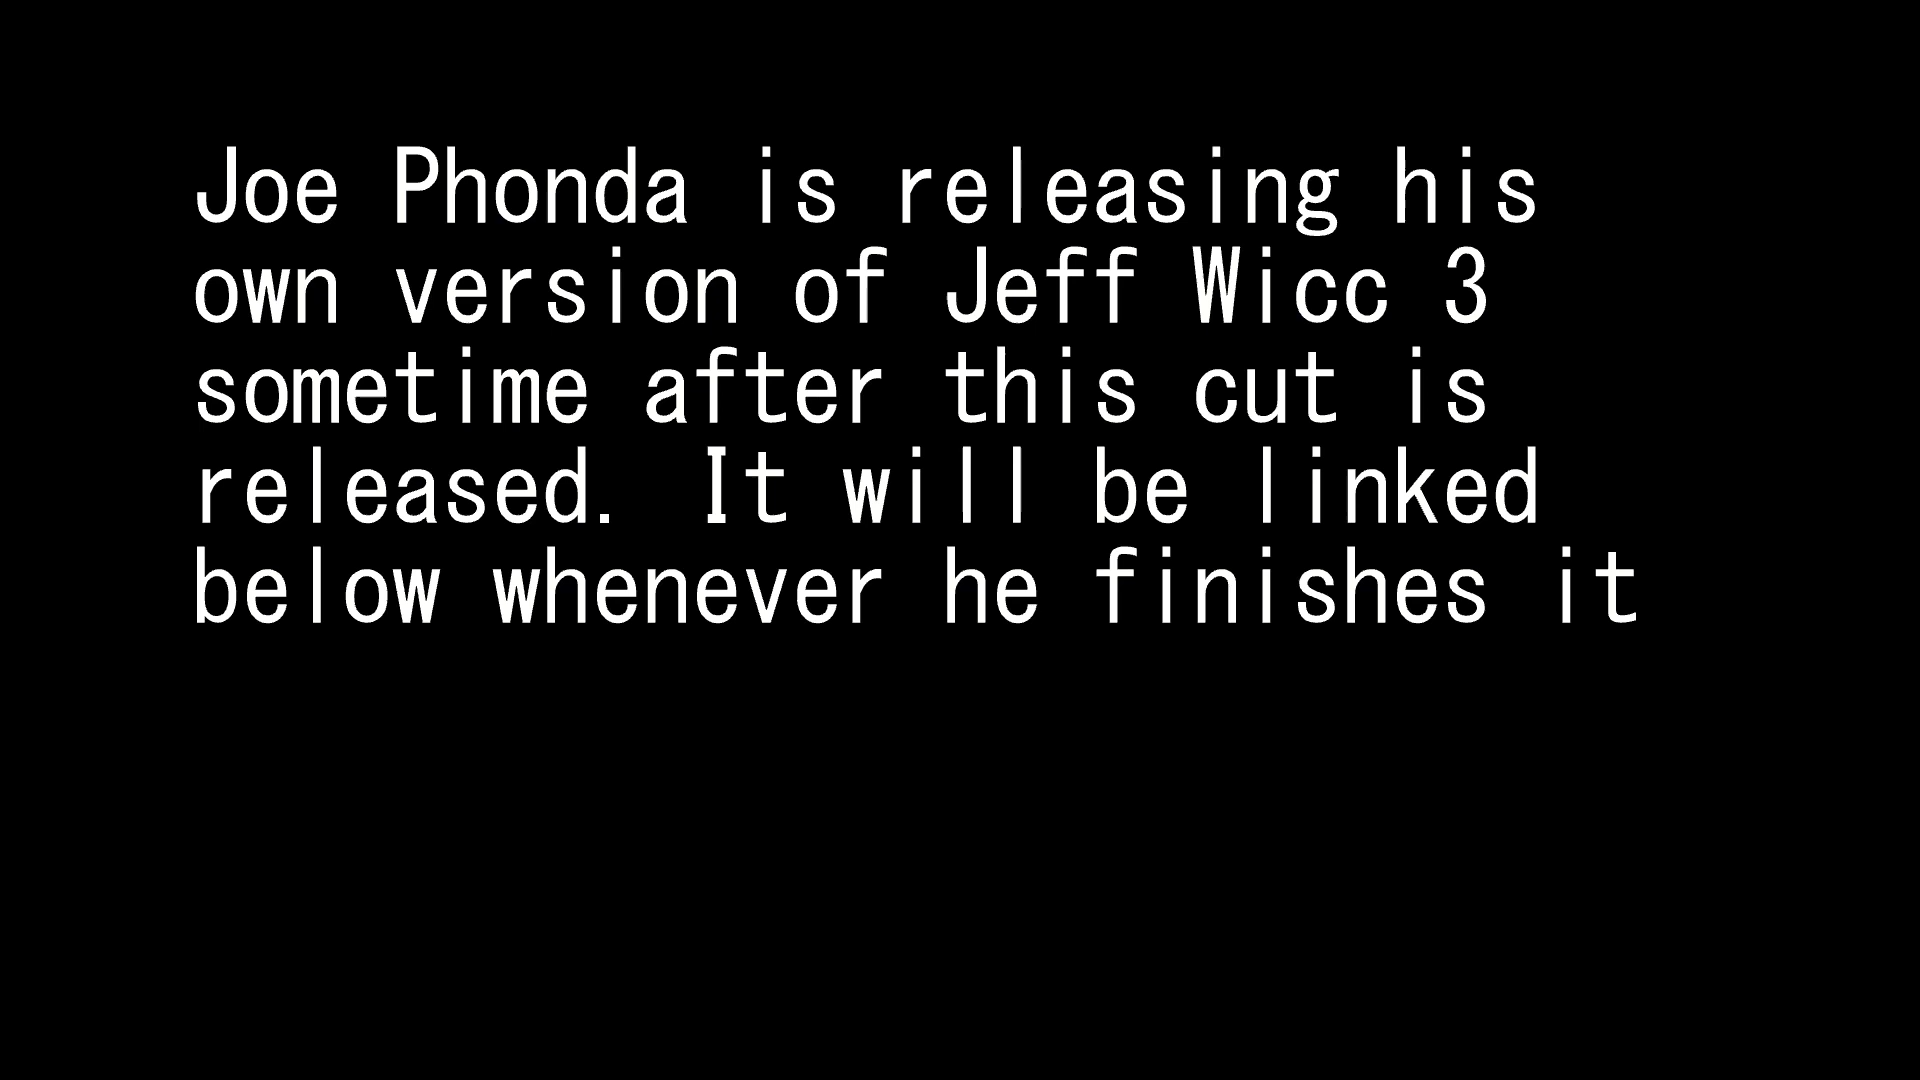 Joe Phonda is releasing his
own version of Jeff Wicc 3
sometime after this cut is
released. It will be linked
below whenever he finishes it